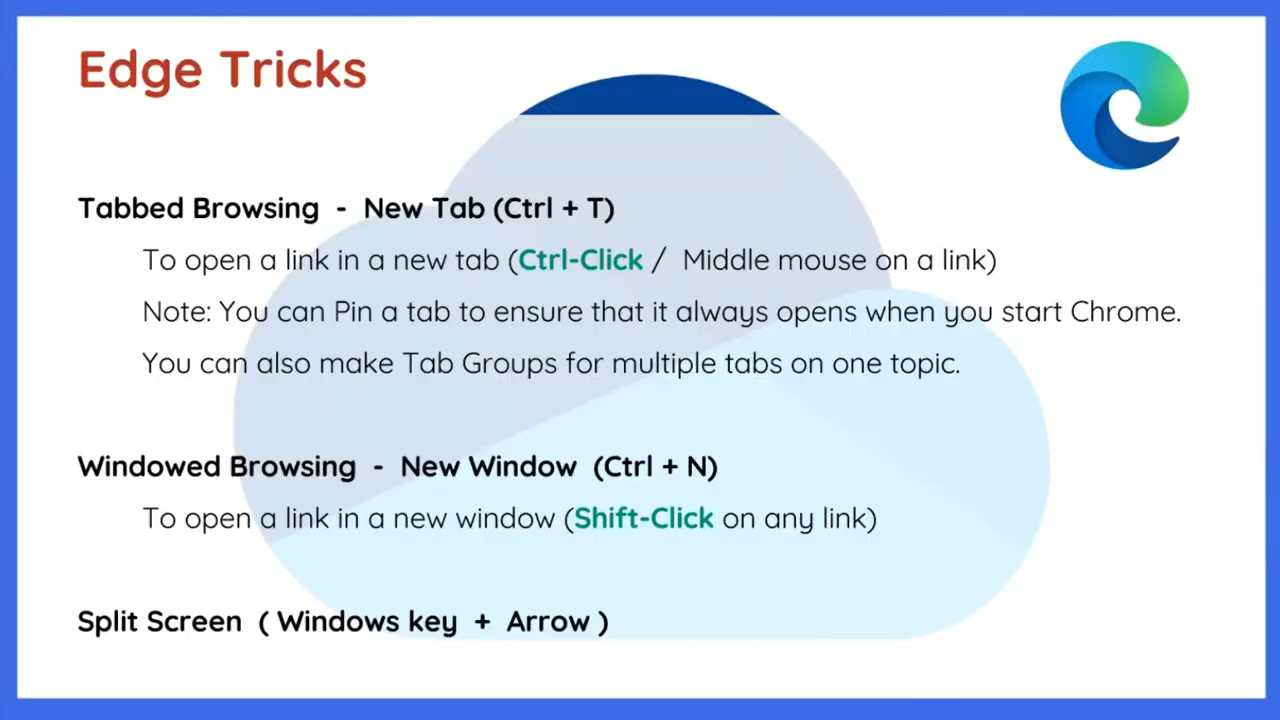 Edge Tricks
Tabbed Browsing - New Tab (Ctrl + T)
To open a link in a new tab (Ctrl-Click / Middle mouse on a link)
Note: You can Pin a tab to ensure that it always opens when you start Chrome.
You can also make Tab Groups for multiple tabs on one topic.
Windowed Browsing - New Window (Ctrl + N)
To open a link in a new window (Shift-Click on any link)
Split Screen ( Windows key + Arrow )